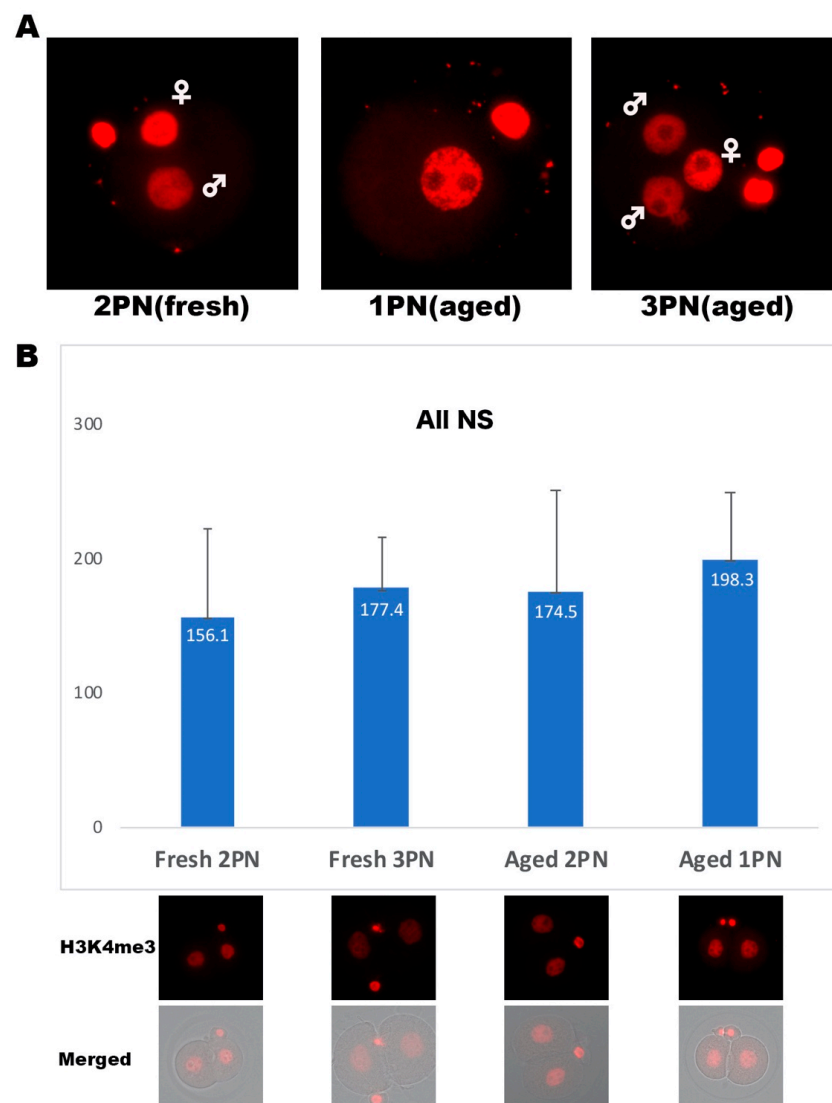 A
♀
♂
♂
♀
♂
2PN(fresh)
1PN(aged)
3PN(aged)
B
All NS
300
200
100
0
156.1
177.4
174.5
198.3
Fresh 2PN
Fresh 3PN
Aged 2PN
Aged 1PN
H3K4me3
Merged